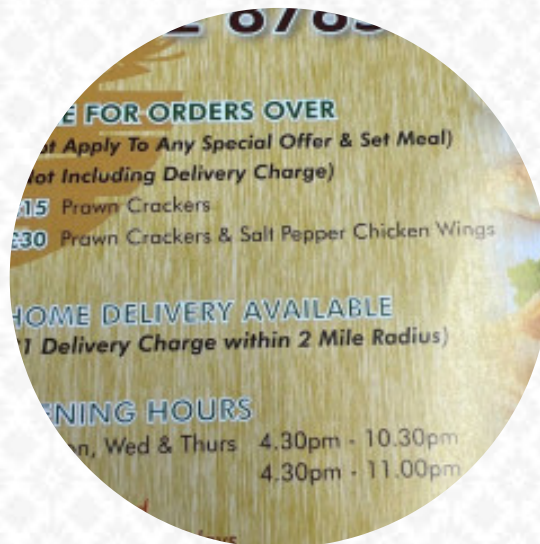 FOR ORDERS OVER
Apply To Any Special Offer & Set Meal)
Including Delivery Charge)
15 Prawn Crackers
£30 Prawn Crackers & Salt Pepper Chicken Wings
HOME DELIVERY AVAILABLE
Delivery Charge within 2 Mile Radius)
HOURS
Wed & Thurs 4.30pm - 10.30pm
4.30pm - 11.00pm